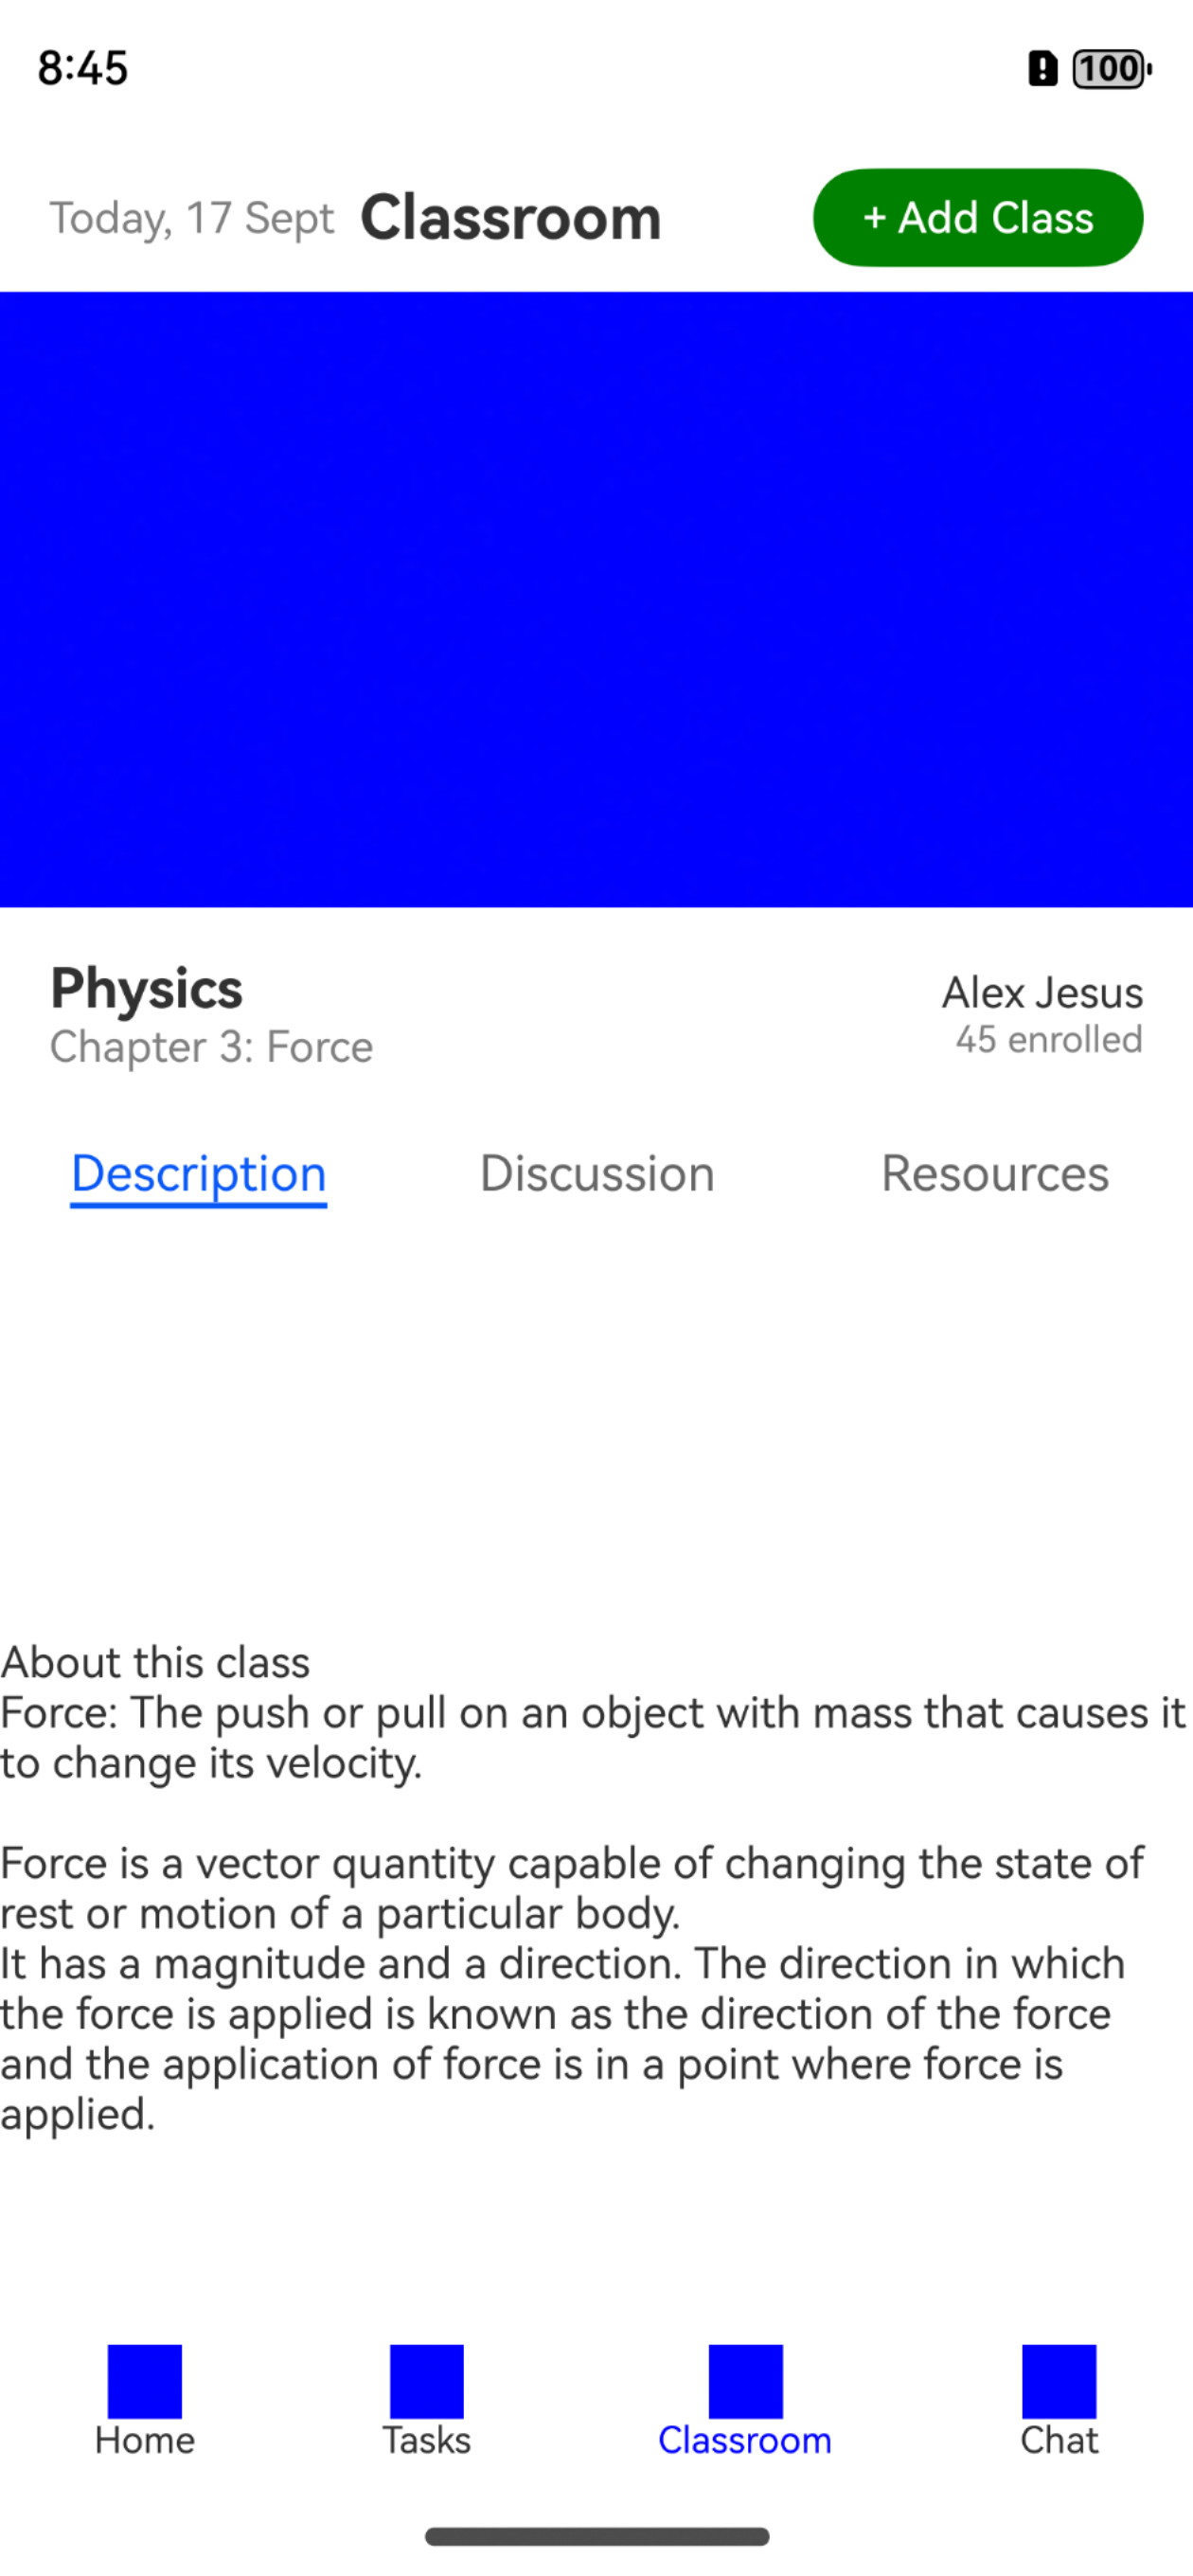 8:45
100
Today, 17 Sept Classroom + Add Class
Physics
Alex Jesus
Chapter 3: Force
45 enrolled
Description Discussion Resources
About this class
Force: The push or pull on an object with mass that causes it
to change its velocity.
Force is a vector quantity capable of changing the state of
rest or motion of a particular body.
It has a magnitude and a direction. The direction in which
the force is applied is known as the direction of the force
and the application of force is in a point where force is
applied.
Home Tasks Classroom Chat